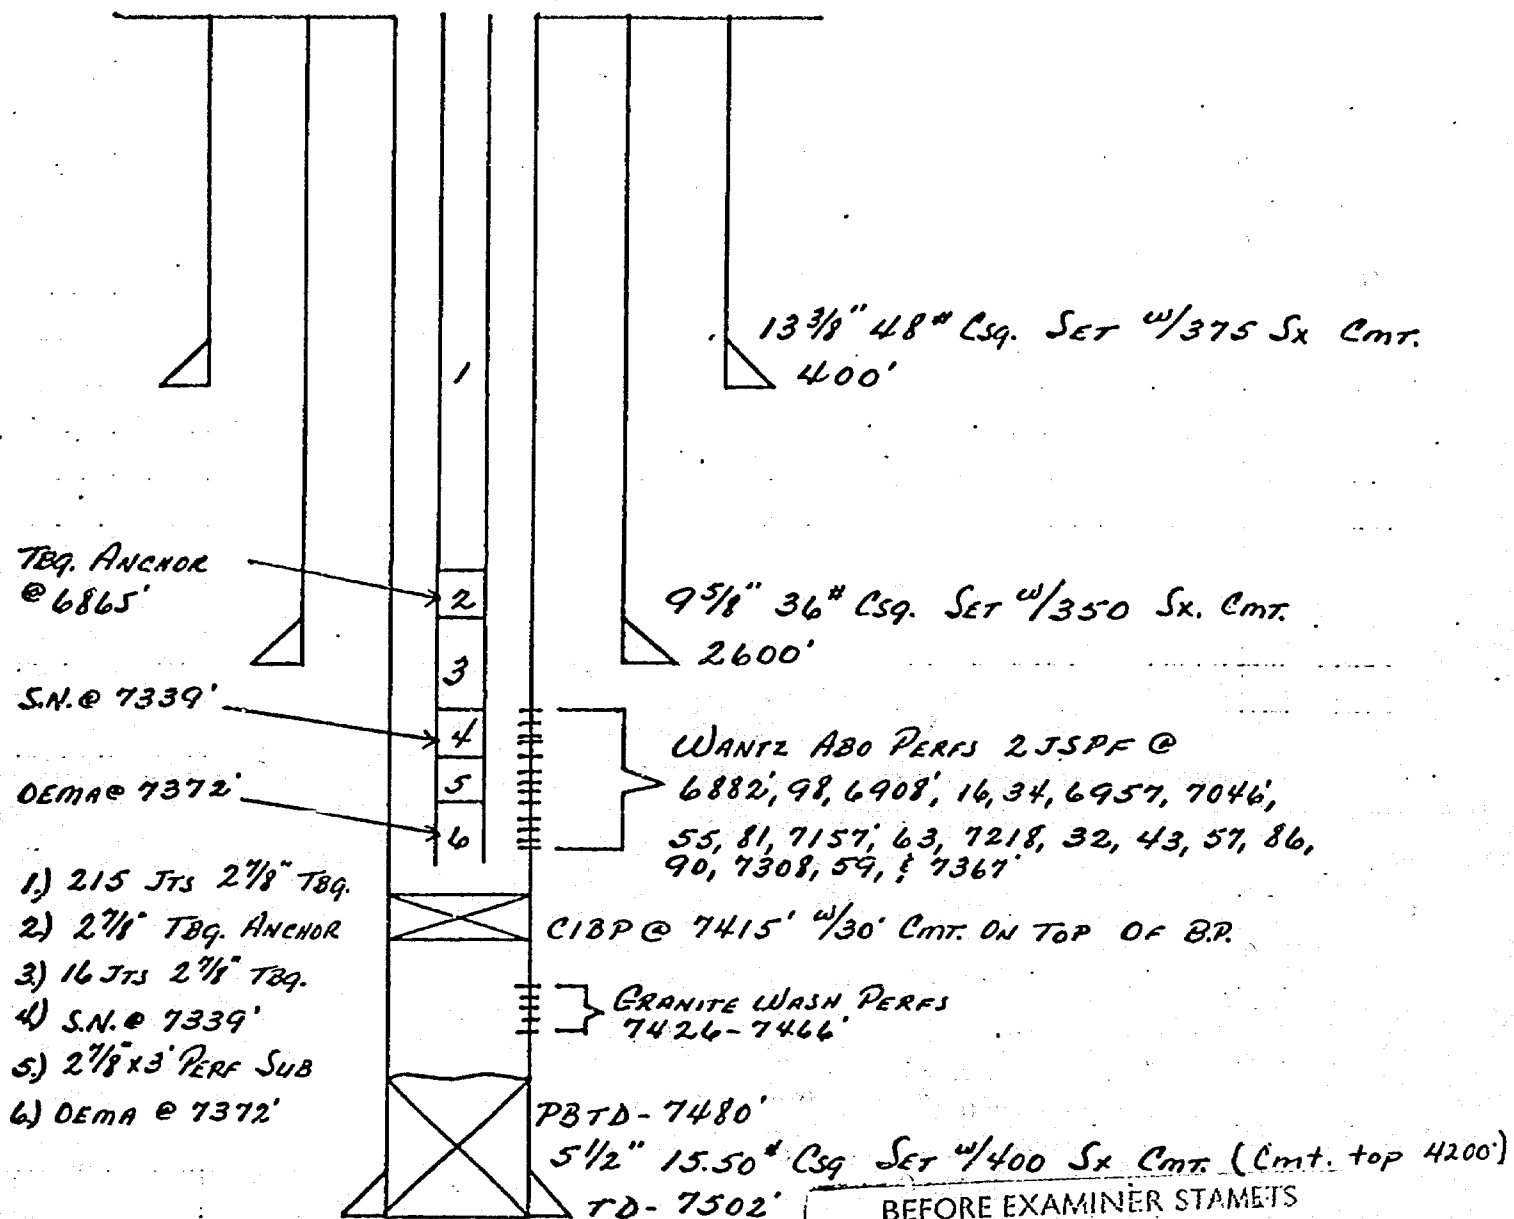 13 3/8" 48# Csg. SET w/375 Sx Cmt.
400'
1
TBG. ANCHOR
@ 6865'
2
9 5/8" 36# Csg. SET w/350 Sx. Cmt.
2600'
3
S.N. @ 7339'
4
WANTZ ABO PERFS 2 JSPF @
6882', 98, 6908', 16, 34, 6957, 7046',
55, 81, 7157', 63, 7218, 32, 43, 57, 86,
90, 7308, 59, & 7367'
5
OEMA @ 7372'
6
1.) 215 JTS 2 7/8" TBG.
2) 2 7/8" TBG. ANCHOR
3.) 16 JTS 2 7/8" TBG.
4) S.N. @ 7339'
5.) 2 7/8" x 3' PERF SUB
6.) OEMA @ 7372'
CIBP @ 7415' w/30' Cmt. ON TOP OF B.P.
GRANITE WASH PERFS
7426-7466'
PBTD - 7480'
5 1/2" 15.50# Csg SET w/400 Sx Cmt. (Cmt. top 4200')
TD - 7502'
BEFORE EXAMINER STAMETS